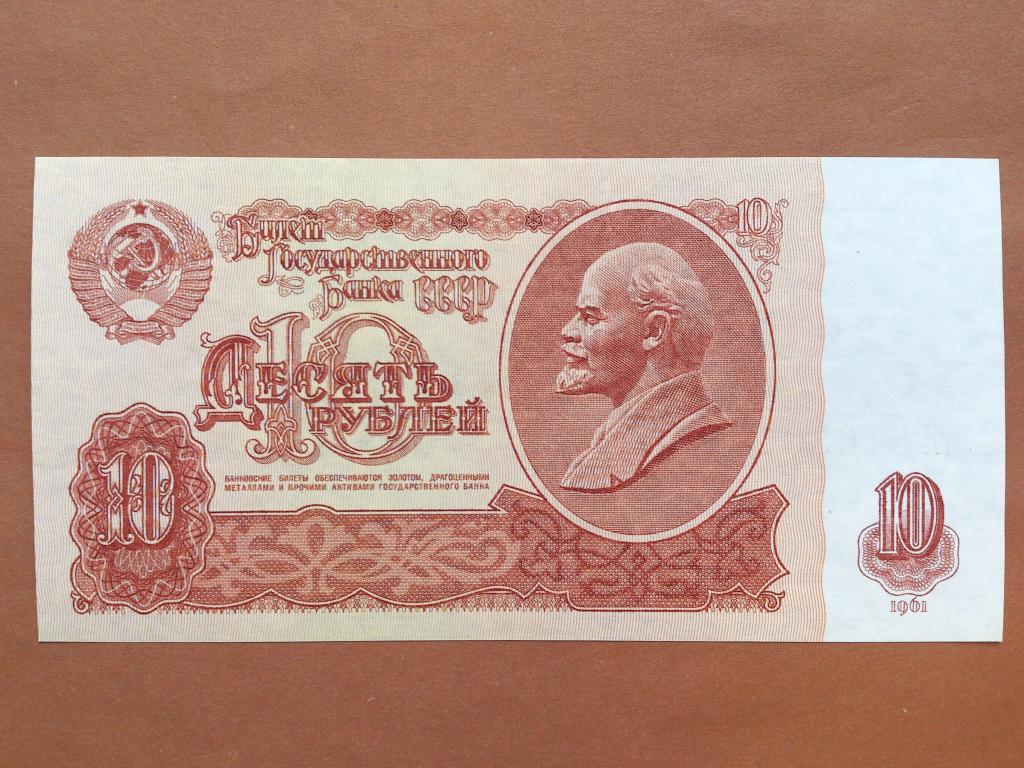 Билет
Государственного
Банка СССР
10
10
Десять
рублей
БАНКОВСКИЕ БИЛЕТЫ ОБЕСПЕЧИВАЮТСЯ ЗОЛОТОМ, ДРАГОЦЕННЫМИ
МЕТАЛЛАМИ И ПРОЧИМИ АКТИВАМИ ГОСУДАРСТВЕННОГО БАНКА
10
10
1961